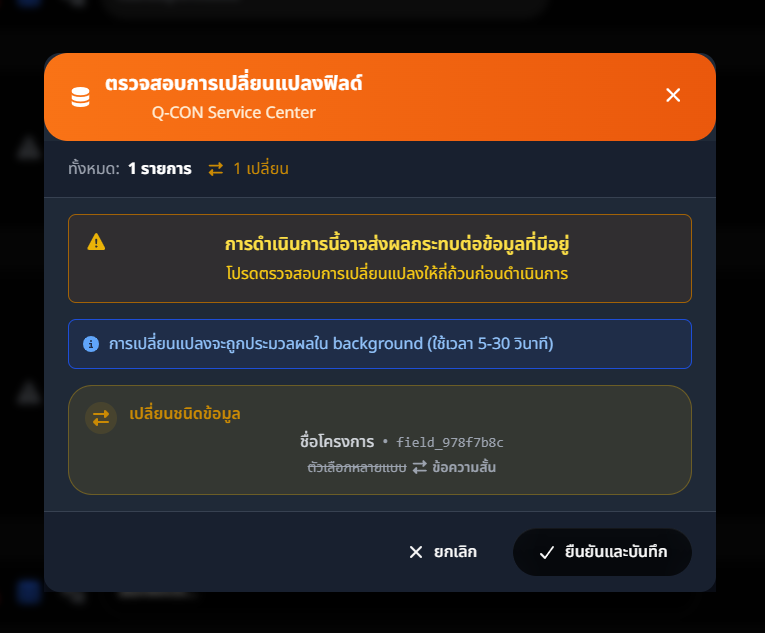 ตรวจสอบการเปลี่ยนแปลงฟิลด์
Q-CON Service Center
ทั้งหมด: 1 รายการ 1 เปลี่ยน
การดำเนินการนี้อาจส่งผลกระทบต่อข้อมูลที่มีอยู่
โปรดตรวจสอบการเปลี่ยนแปลงให้ถี่ถ้วนก่อนดำเนินการ
การเปลี่ยนแปลงจะถูกประมวลผลใน background (ใช้เวลา 5-30 วินาที)
เปลี่ยนชนิดข้อมูล
ชื่อโครงการ • field_978f7b8c
ตัวเลือกหลายแบบ ข้อความสั้น
ยกเลิก ยืนยันและบันทึก